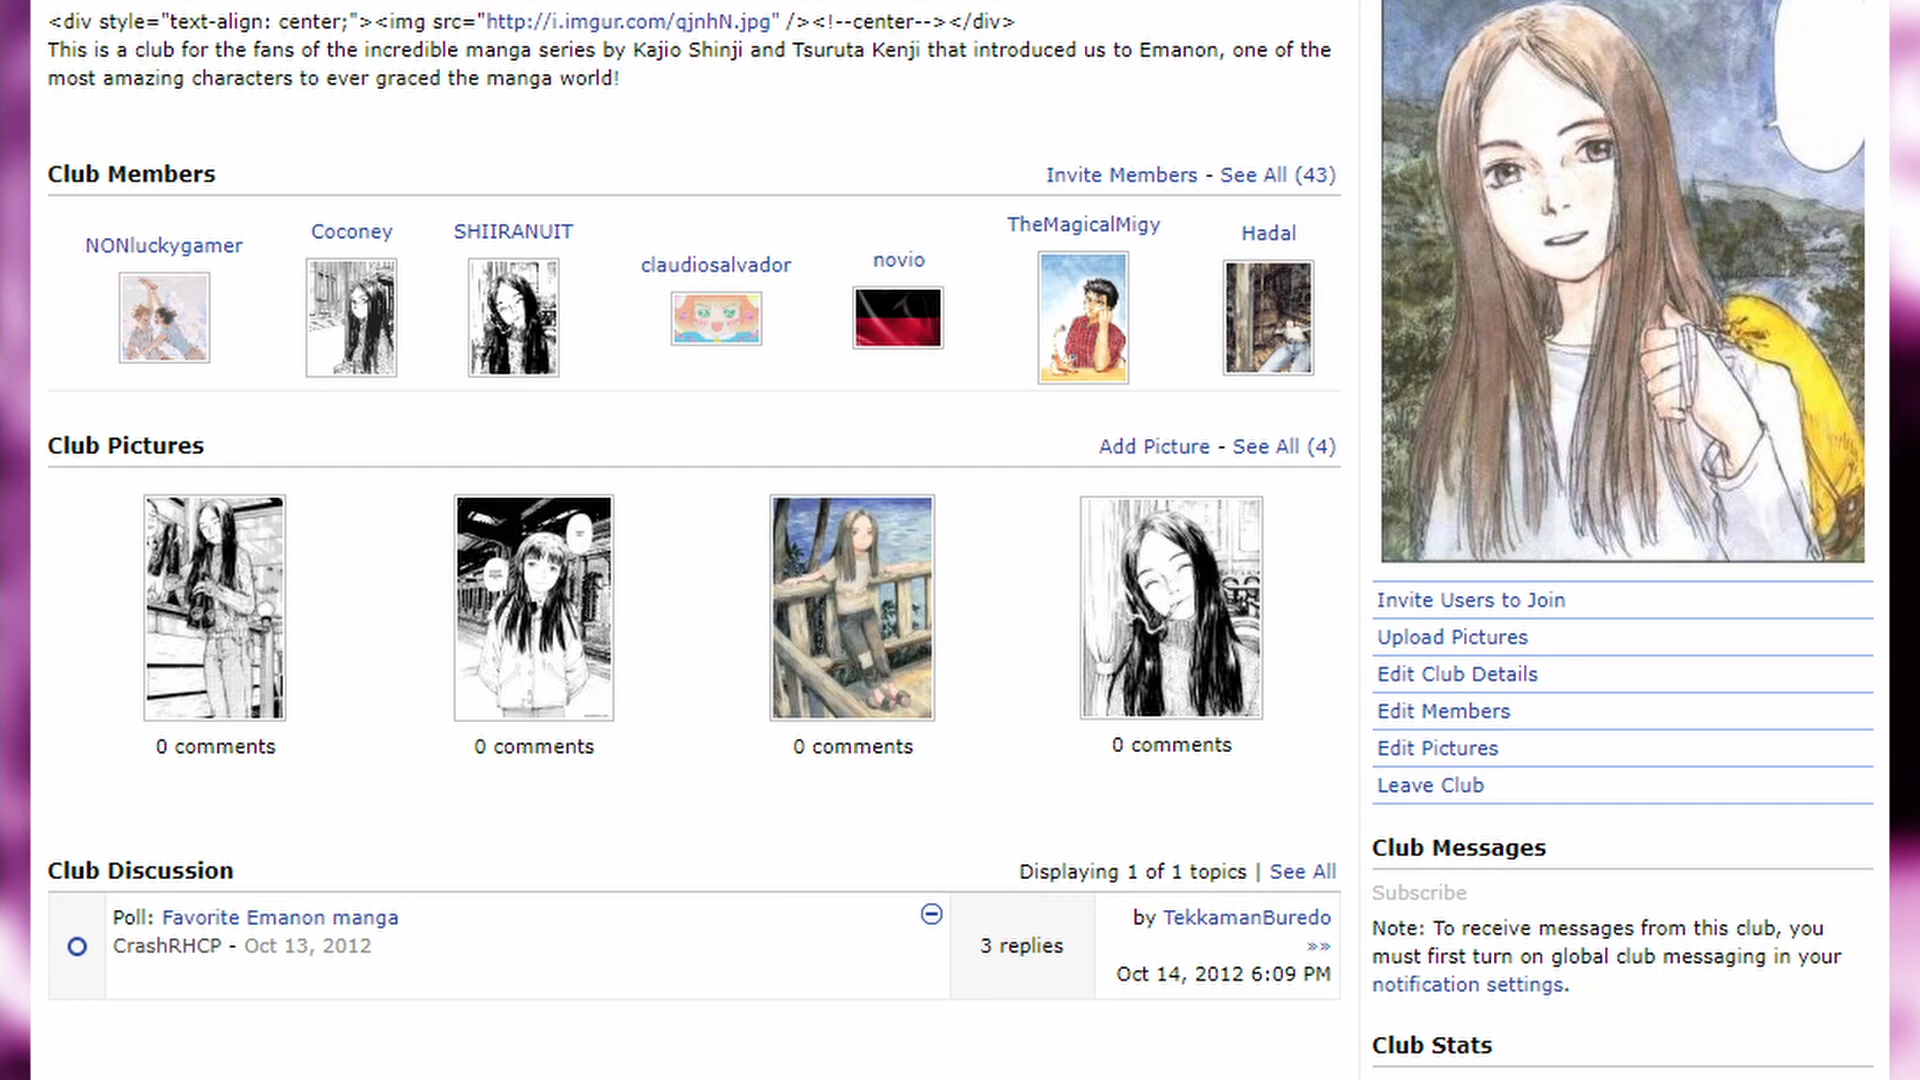 <div style="text-align: center;"><img src="http://i.imgur.com/qjnhN.jpg" /><!--center--></div>
This is a club for the fans of the incredible manga series by Kajio Shinji and Tsuruta Kenji that introduced us to Emanon, one of the
most amazing characters to ever graced the manga world!
Club Members
Invite Members - See All (43)
NONluckygamer
Coconey
SHIIRANUIT
claudiosalvador
novio
TheMagicalMigy
Hadal
Club Pictures
Add Picture - See All (4)
0 comments
0 comments
0 comments
0 comments
Club Discussion
Displaying 1 of 1 topics | See All
Poll: Favorite Emanon manga
CrashRHCP - Oct 13, 2012
3 replies
by TekkamanBuredo
»»
Oct 14, 2012 6:09 PM
Invite Users to Join
Upload Pictures
Edit Club Details
Edit Members
Edit Pictures
Leave Club
Club Messages
Subscribe
Note: To receive messages from this club, you
must first turn on global club messaging in your
notification settings.
Club Stats